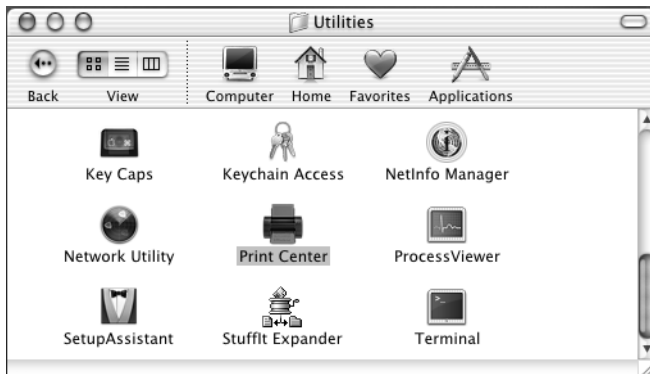 Utilities
Back View Computer Home Favorites Applications
Key Caps Keychain Access NetInfo Manager
Network Utility Print Center ProcessViewer
SetupAssistant StuffIt Expander Terminal